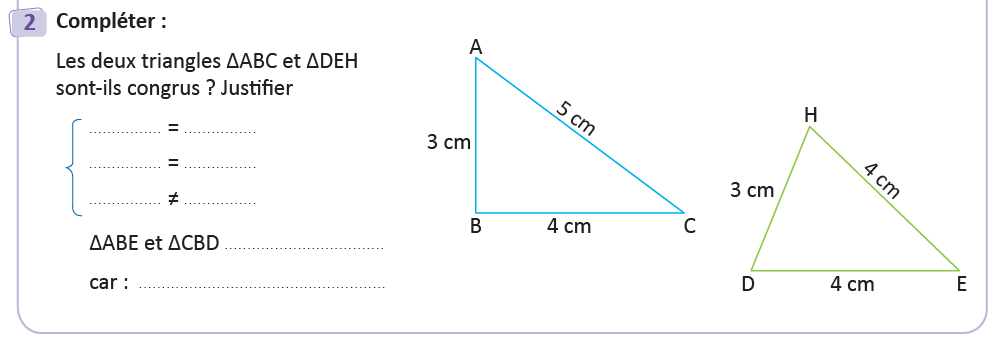 2 Compléter :
Les deux triangles ΔABC et ΔDEH
sont-ils congrus ? Justifier
.............. = ..............
.............. = ..............
.............. ≠ ..............
ΔABE et ΔCBD ................................
car : .................................................
A
5 cm
3 cm
B
4 cm
C
H
3 cm
4 cm
D
4 cm
E